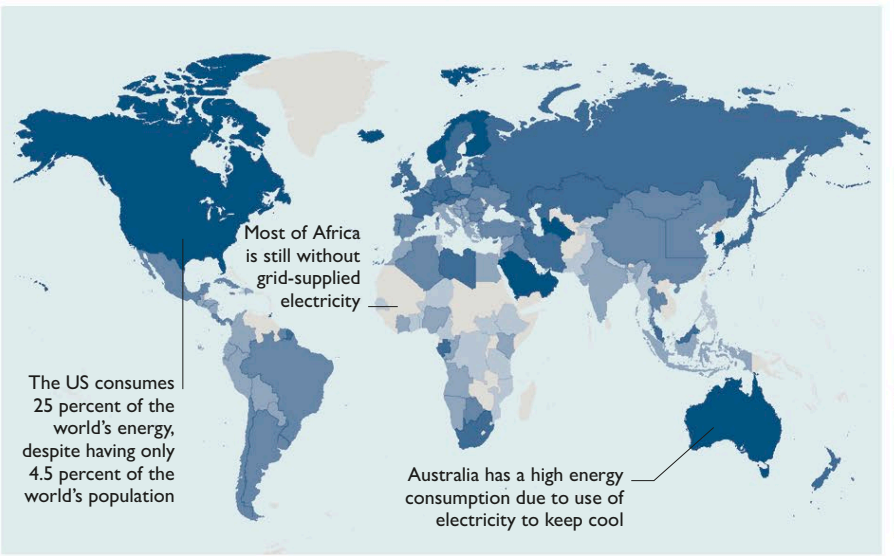 Most of Africa
is still without
grid-supplied
electricity
The US consumes
25 percent of the
world's energy,
despite having only
4.5 percent of the
world's population
Australia has a high energy
consumption due to use of
electricity to keep cool